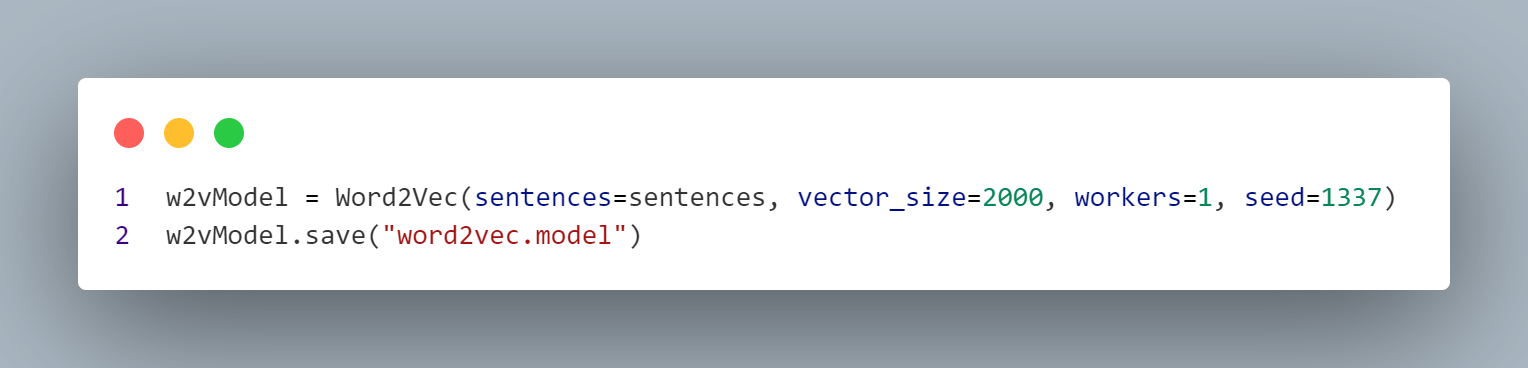 1 w2vModel = Word2Vec(sentences=sentences, vector_size=2000, workers=1, seed=1337)
2 w2vModel.save("word2vec.model")